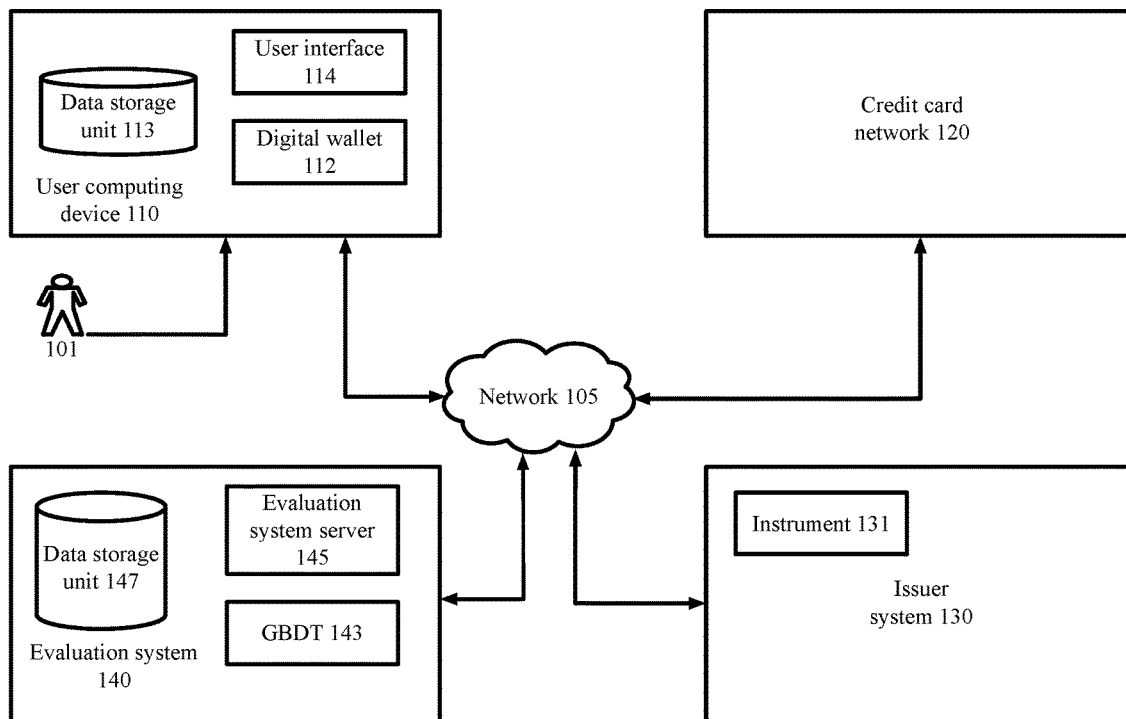 User interface
114
Data storage
unit 113
Digital wallet
112
User computing
device 110
Credit card
network 120
101
Network 105
Evaluation
system server
145
Data storage
unit 147
GBDT 143
Evaluation system
140
Instrument 131
Issuer
system 130